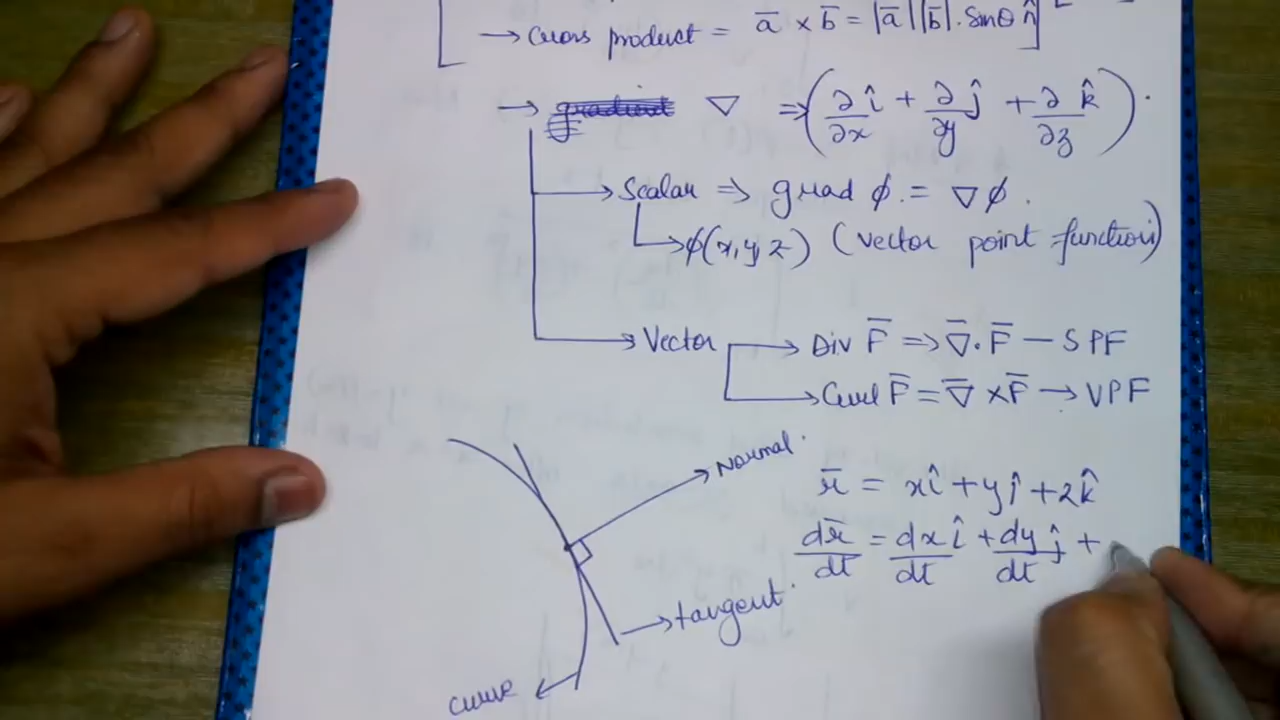 → Cross product = a̅ × b̅ = |a̅||b̅|. Sinθ n̂]
→ gradient ∇ ⇒ (∂/∂x î + ∂/∂y ĵ + ∂/∂z k̂).
→ Scalar ⇒ grad ϕ. = ∇ϕ.
→ ϕ(x,y,z) (vector point function)
→ Vector → Div F̅ ⇒ ∇̅.F̅ — SPF
→ Curl F̅ = ∇̅ × F̅ → VPF
Normal.
r̅ = xî + yĵ + zk̂
dr̅/dt = dx/dt î + dy/dt ĵ +
→ tangent.
curve